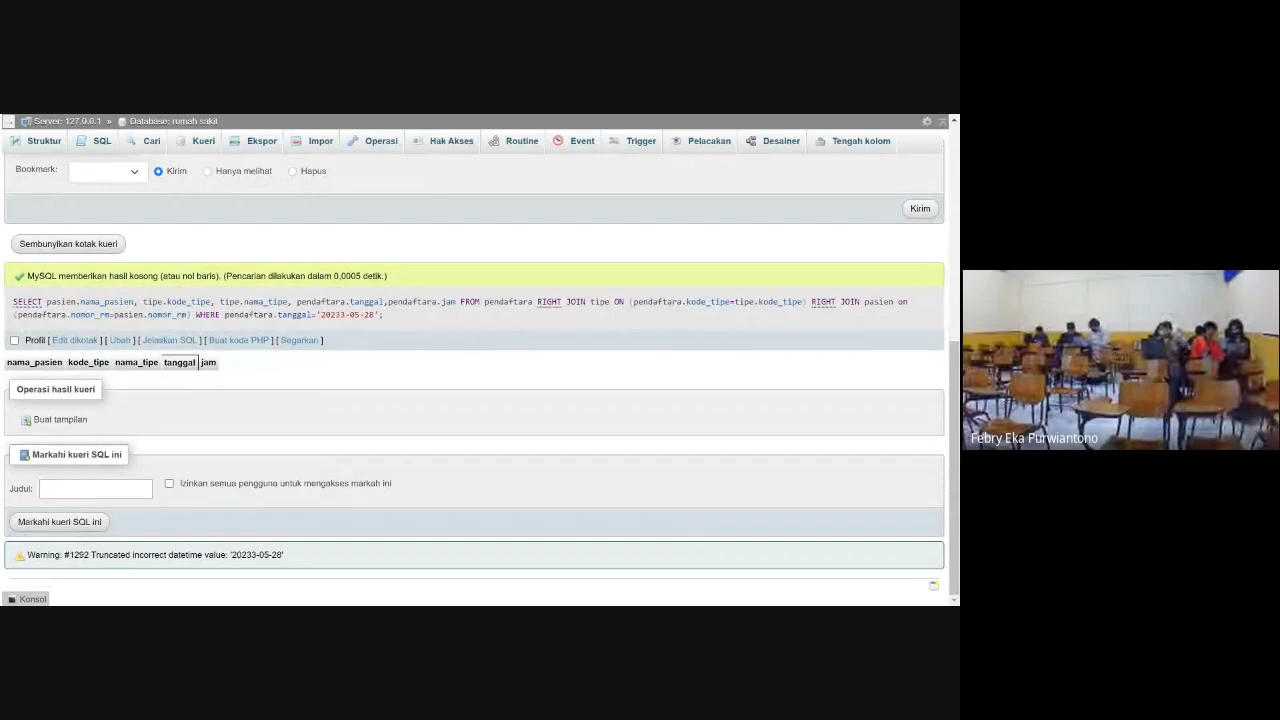 Server: 127.0.0.1 » Database: rumah sakit
Struktur SQL Cari Kueri Ekspor Impor Operasi Hak Akses Routine Event Trigger Pelacakan Desainer Tengah kolom
Bookmark: Kirim Hanya melihat Hapus
Kirim
Sembunyikan kotak kueri
MySQL memberikan hasil kosong (atau nol baris). (Pencarian dilakukan dalam 0,0005 detik.)
SELECT pasien.nama_pasien, tipe.kode_tipe, tipe.nama_tipe, pendaftara.tanggal,pendaftara.jam FROM pendaftara RIGHT JOIN tipe ON (pendaftara.kode_tipe=tipe.kode_tipe) RIGHT JOIN pasien on
(pendaftara.nomor_rm=pasien.nomor_rm) WHERE pendaftara.tanggal='20233-05-28';
Profil [ Edit dikotak ] [ Ubah ] [ Jelaskan SQL ] [ Buat kode PHP ] [ Segarkan ]
nama_pasien kode_tipe nama_tipe tanggal jam
Operasi hasil kueri
Buat tampilan
Markahi kueri SQL ini
Judul: Izinkan semua pengguna untuk mengakses markah ini
Markahi kueri SQL ini
Warning: #1292 Truncated incorrect datetime value: '20233-05-28'
Konsol
Febry Eka Purwiantono